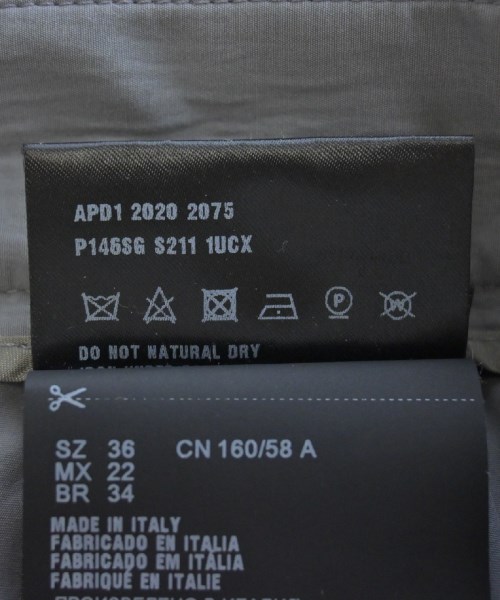 APD1 2020 2075
P146SG S211 1UCX
P W
DO NOT NATURAL DRY
SZ 36 CN 160/58 A
MX 22
BR 34
MADE IN ITALY
FABRICADO EN ITALIA
FABRICADO EM ITÀLIA
FABRIQUÉ EN ITALIE